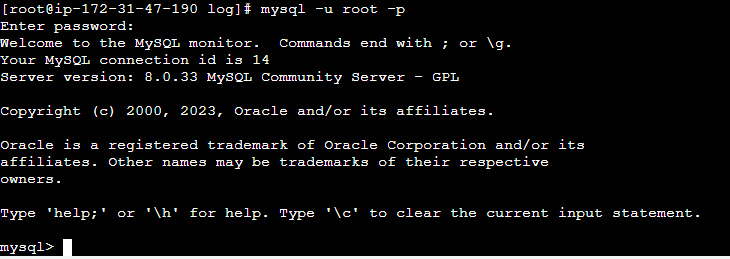 [root@ip-172-31-47-190 log]# mysql -u root -p
Enter password:
Welcome to the MySQL monitor.  Commands end with ; or \g.
Your MySQL connection id is 14
Server version: 8.0.33 MySQL Community Server - GPL

Copyright (c) 2000, 2023, Oracle and/or its affiliates.

Oracle is a registered trademark of Oracle Corporation and/or its
affiliates. Other names may be trademarks of their respective
owners.

Type 'help;' or '\h' for help. Type '\c' to clear the current input statement.

mysql>